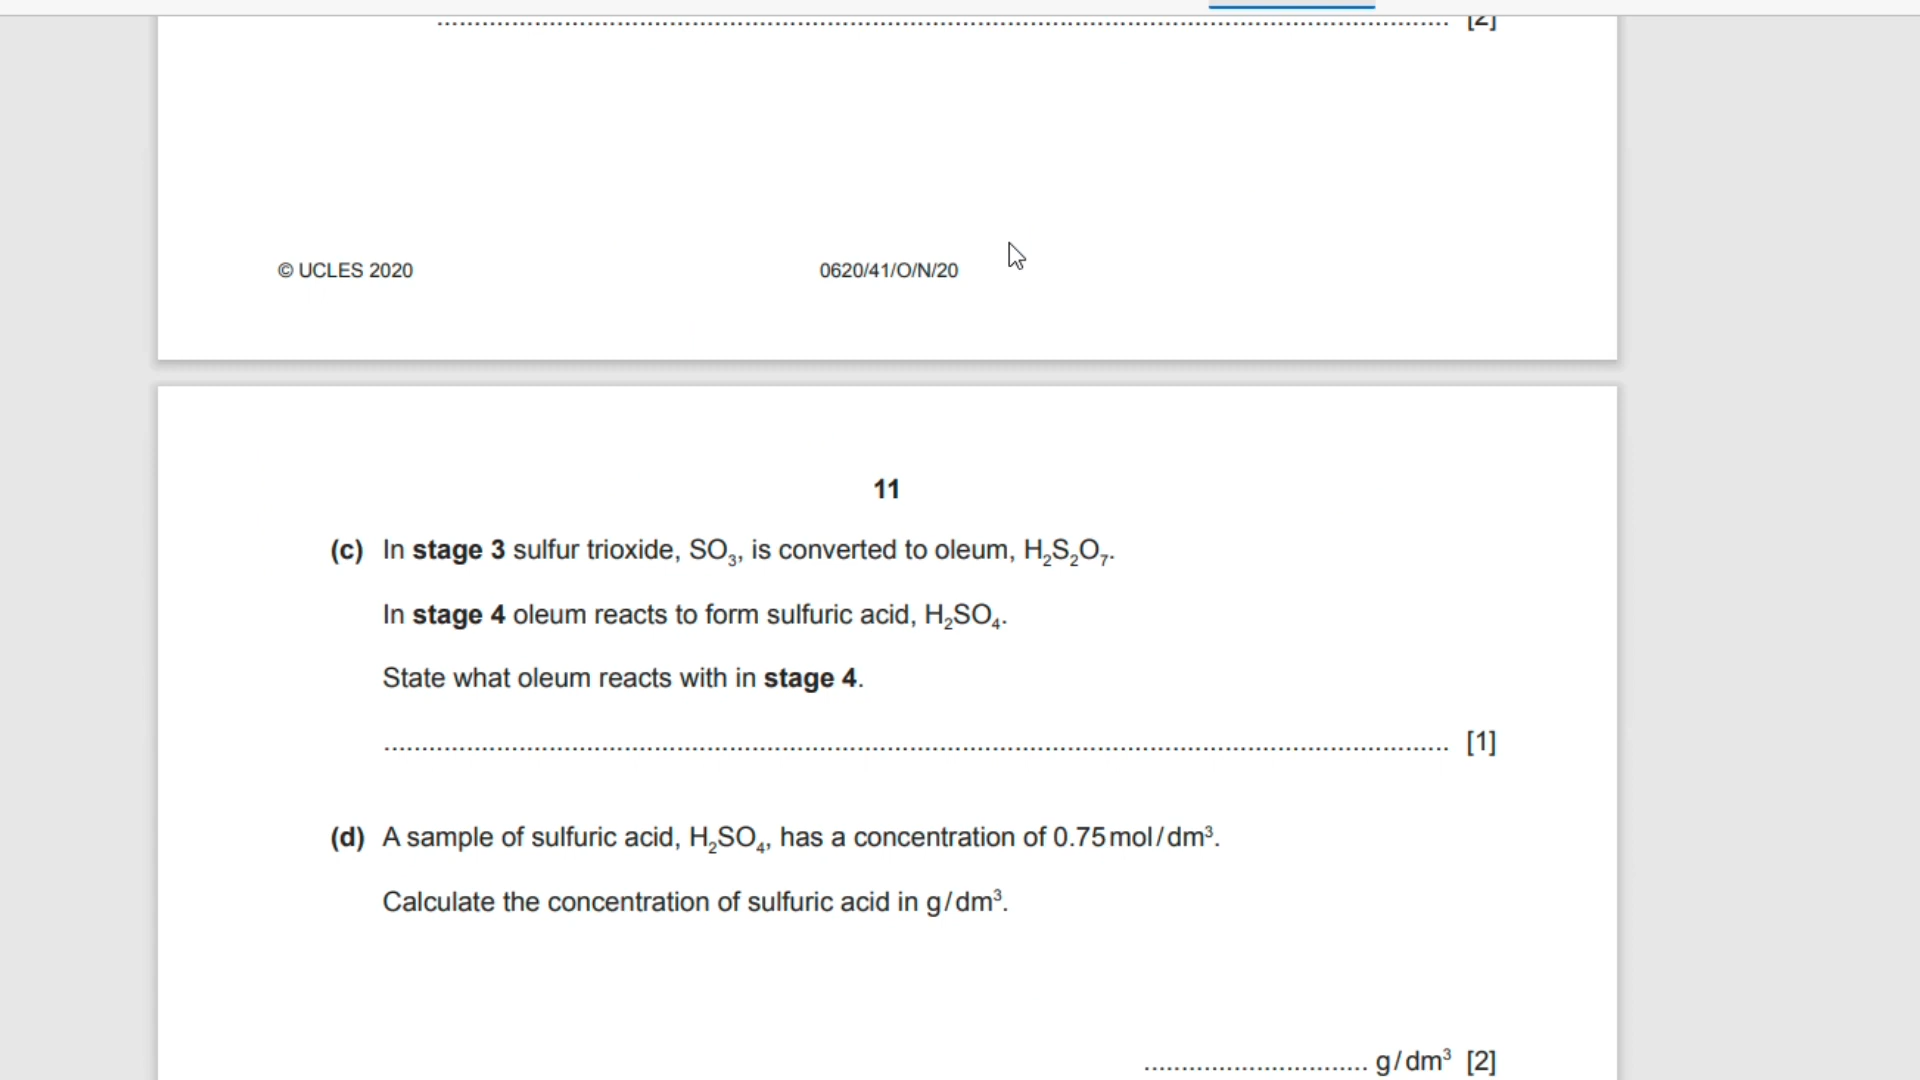 [2]
© UCLES 2020
0620/41/O/N/20
11
(c) In stage 3 sulfur trioxide, SO₃, is converted to oleum, H₂S₂O₇.
In stage 4 oleum reacts to form sulfuric acid, H₂SO₄.
State what oleum reacts with in stage 4.
[1]
(d) A sample of sulfuric acid, H₂SO₄, has a concentration of 0.75 mol/dm³.
Calculate the concentration of sulfuric acid in g/dm³.
g/dm³ [2]